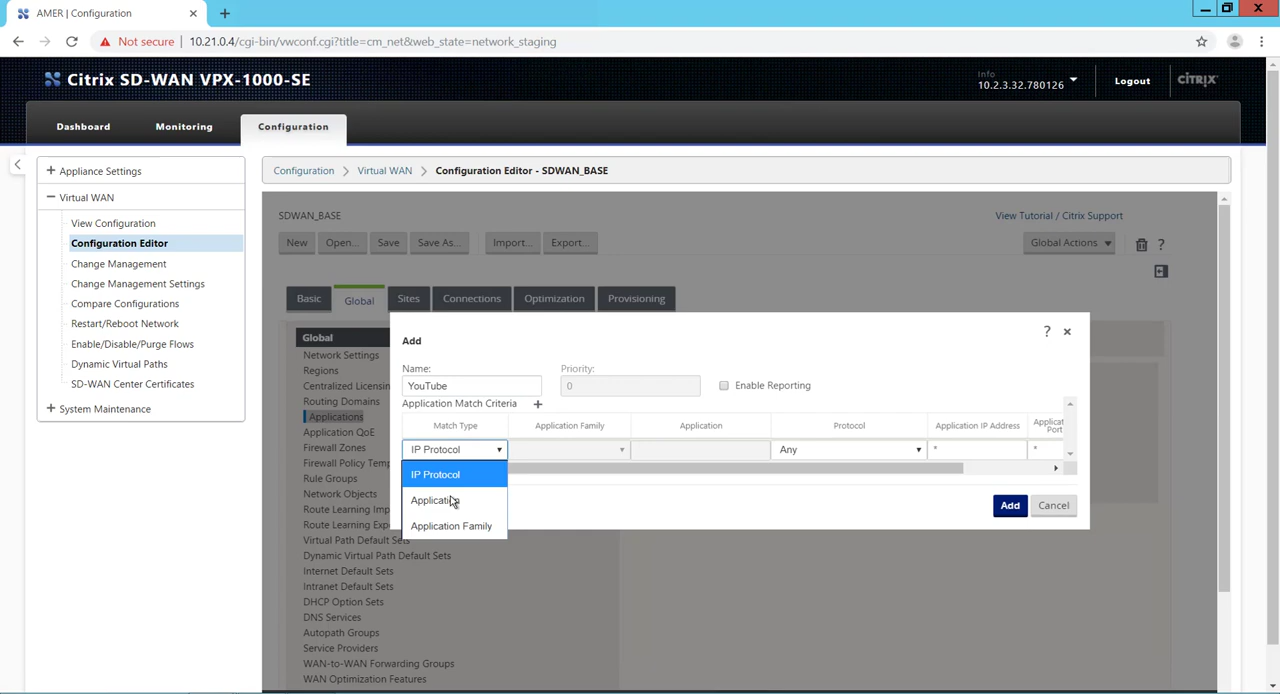 AMER | Configuration
Not secure | 10.21.0.4/cgi-bin/vwconf.cgi?title=cm_net&web_state=network_staging
Citrix SD-WAN VPX-1000-SE
Info
10.2.3.32.780126
Logout
CİTRİX
Dashboard
Monitoring
Configuration
+ Appliance Settings
− Virtual WAN
View Configuration
Configuration Editor
Change Management
Change Management Settings
Compare Configurations
Restart/Reboot Network
Enable/Disable/Purge Flows
Dynamic Virtual Paths
SD-WAN Center Certificates
+ System Maintenance
Configuration > Virtual WAN > Configuration Editor - SDWAN_BASE
SDWAN_BASE
View Tutorial / Citrix Support
New
Open...
Save
Save As...
Import...
Export...
Global Actions
?
Basic
Global
Sites
Connections
Optimization
Provisioning
Global
Network Settings
Regions
Centralized Licensin
Routing Domains
Applications
Application QoE
Firewall Zones
Firewall Policy Temp
Rule Groups
Network Objects
Route Learning Imp
Route Learning Exp
Virtual Path Default Sets
Dynamic Virtual Path Default Sets
Internet Default Sets
Intranet Default Sets
DHCP Option Sets
DNS Services
Autopath Groups
Service Providers
WAN-to-WAN Forwarding Groups
WAN Optimization Features
Add
?
Name:
YouTube
Priority:
0
Enable Reporting
Application Match Criteria +
Match Type
Application Family
Application
Protocol
Application IP Address
Applicat
Port
IP Protocol
Any
*
*
IP Protocol
Application
Application Family
Add
Cancel